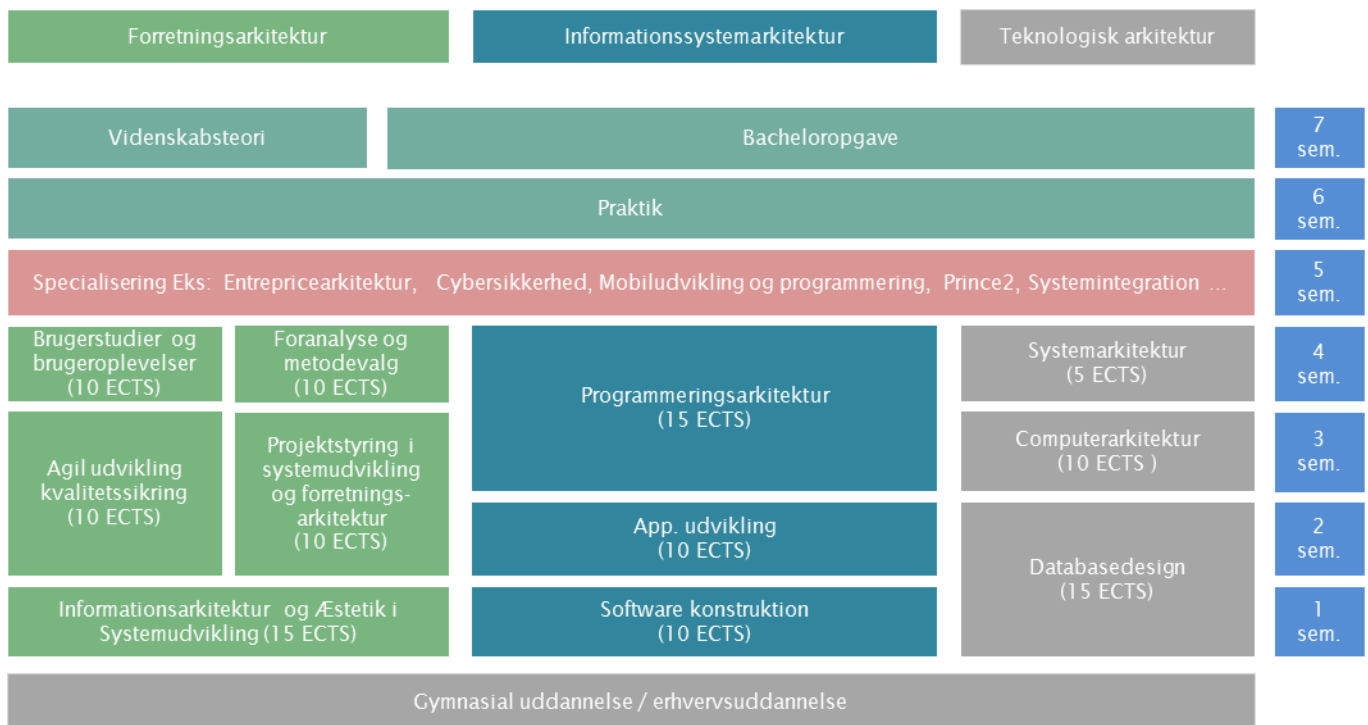 Forretningsarkitektur
Informationssystemarkitektur
Teknologisk arkitektur
Videnskabsteori
Bacheloropgave
7
sem.
Praktik
6
sem.
Specialisering Eks: Entrepricearkitektur, Cybersikkerhed, Mobiludvikling og programmering, Prince2, Systemintegration ...
5
sem.
Brugerstudier og
brugeroplevelser
(10 ECTS)
Foranalyse og
metodevalg
(10 ECTS)
Programmeringsarkitektur
(15 ECTS)
Systemarkitektur
(5 ECTS)
4
sem.
Agil udvikling
kvalitetssikring
(10 ECTS)
Projektstyring i
systemudvikling
og forretnings-
arkitektur
(10 ECTS)
Computerarkitektur
(10 ECTS )
3
sem.
App. udvikling
(10 ECTS)
Databasedesign
(15 ECTS)
2
sem.
Informationsarkitektur og Æstetik i
Systemudvikling (15 ECTS)
Software konstruktion
(10 ECTS)
1
sem.
Gymnasial uddannelse / erhvervsuddannelse